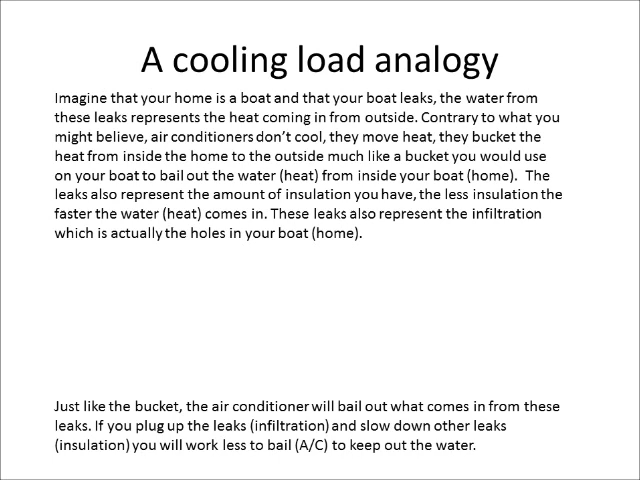 A cooling load analogy
Imagine that your home is a boat and that your boat leaks, the water from
these leaks represents the heat coming in from outside. Contrary to what you
might believe, air conditioners don't cool, they move heat, they bucket the
heat from inside the home to the outside much like a bucket you would use
on your boat to bail out the water (heat) from inside your boat (home).  The
leaks also represent the amount of insulation you have, the less insulation the
faster the water (heat) comes in. These leaks also represent the infiltration
which is actually the holes in your boat (home).
Just like the bucket, the air conditioner will bail out what comes in from these
leaks. If you plug up the leaks (infiltration) and slow down other leaks
(insulation) you will work less to bail (A/C) to keep out the water.